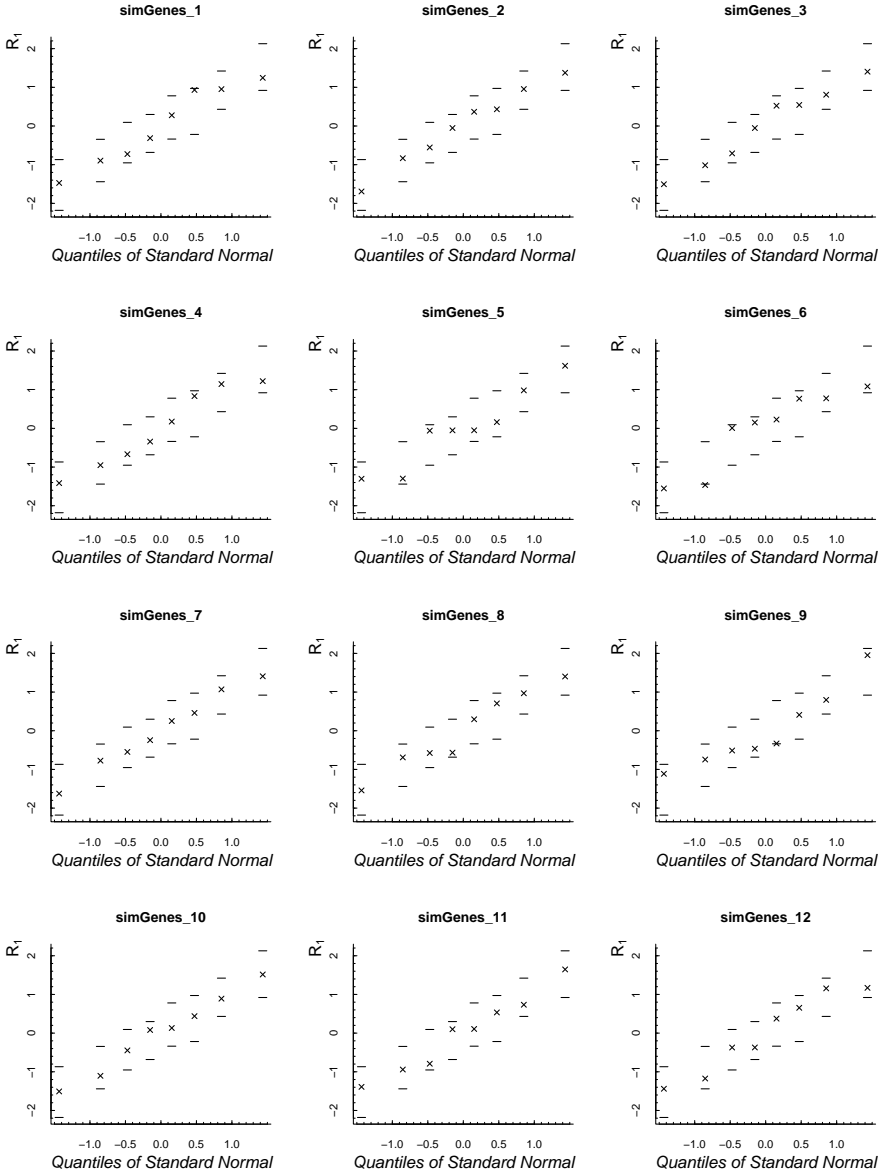 simGenes_1 simGenes_2 simGenes_3
R1 R1 R1
2 2 2
1 1 1
0 0 0
−1 −1 −1
−2 −2 −2
−1.0 −0.5 0.0 0.5 1.0 −1.0 −0.5 0.0 0.5 1.0 −1.0 −0.5 0.0 0.5 1.0
Quantiles of Standard Normal Quantiles of Standard Normal Quantiles of Standard Normal
simGenes_4 simGenes_5 simGenes_6
R1 R1 R1
2 2 2
1 1 1
0 0 0
−1 −1 −1
−2 −2 −2
−1.0 −0.5 0.0 0.5 1.0 −1.0 −0.5 0.0 0.5 1.0 −1.0 −0.5 0.0 0.5 1.0
Quantiles of Standard Normal Quantiles of Standard Normal Quantiles of Standard Normal
simGenes_7 simGenes_8 simGenes_9
R1 R1 R1
2 2 2
1 1 1
0 0 0
−1 −1 −1
−2 −2 −2
−1.0 −0.5 0.0 0.5 1.0 −1.0 −0.5 0.0 0.5 1.0 −1.0 −0.5 0.0 0.5 1.0
Quantiles of Standard Normal Quantiles of Standard Normal Quantiles of Standard Normal
simGenes_10 simGenes_11 simGenes_12
R1 R1 R1
2 2 2
1 1 1
0 0 0
−1 −1 −1
−2 −2 −2
−1.0 −0.5 0.0 0.5 1.0 −1.0 −0.5 0.0 0.5 1.0 −1.0 −0.5 0.0 0.5 1.0
Quantiles of Standard Normal Quantiles of Standard Normal Quantiles of Standard Normal